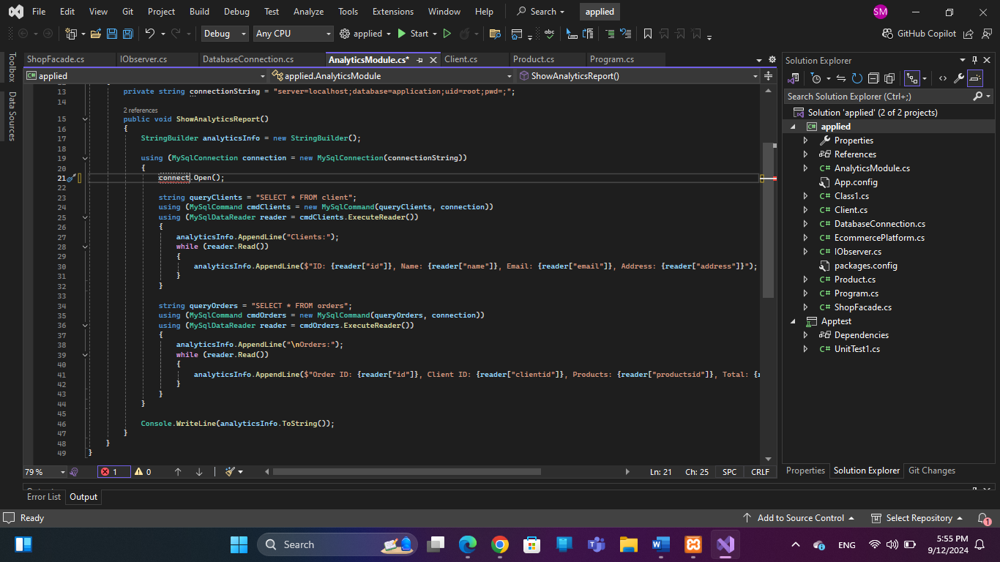 File Edit View Git Project Build Debug Test Analyze Tools Extensions Window Help Search applied SM
Debug Any CPU applied Start GitHub Copilot
ShopFacade.cs IObserver.cs DatabaseConnection.cs AnalyticsModule.cs* Client.cs Product.cs Program.cs
applied applied.AnalyticsModule ShowAnalyticsReport()
Toolbox
Data Sources
13 private string connectionString = "server=localhost;database=application;uid=root;pwd=;";
14
2 references
15 public void ShowAnalyticsReport()
16 {
17 StringBuilder analyticsInfo = new StringBuilder();
18
19 using (MySqlConnection connection = new MySqlConnection(connectionString))
20 {
21 connect.Open();
22
23 string queryClients = "SELECT * FROM client";
24 using (MySqlCommand cmdClients = new MySqlCommand(queryClients, connection))
25 using (MySqlDataReader reader = cmdClients.ExecuteReader())
26 {
27 analyticsInfo.AppendLine("Clients:");
28 while (reader.Read())
29 {
30 analyticsInfo.AppendLine($"ID: {reader["id"]}, Name: {reader["name"]}, Email: {reader["email"]}, Address: {reader["address"]}");
31 }
32 }
33
34 string queryOrders = "SELECT * FROM orders";
35 using (MySqlCommand cmdOrders = new MySqlCommand(queryOrders, connection))
36 using (MySqlDataReader reader = cmdOrders.ExecuteReader())
37 {
38 analyticsInfo.AppendLine("\nOrders:");
39 while (reader.Read())
40 {
41 analyticsInfo.AppendLine($"Order ID: {reader["id"]}, Client ID: {reader["clientid"]}, Products: {reader["productsid"]}, Total: {
42 }
43 }
44 }
45
46 Console.WriteLine(analyticsInfo.ToString());
47 }
48 }
49 }
79 % 1 0 Ln: 21 Ch: 25 SPC CRLF
Error List Output
Solution Explorer
Search Solution Explorer (Ctrl+;)
Solution 'applied' (2 of 2 projects)
applied
Properties
References
AnalyticsModule.cs
App.config
Class1.cs
Client.cs
DatabaseConnection.cs
EcommercePlatform.cs
IObserver.cs
packages.config
Product.cs
Program.cs
ShopFacade.cs
Apptest
Dependencies
UnitTest1.cs
Properties Solution Explorer Git Changes
Ready Add to Source Control Select Repository 1
Search ENG 5:55 PM
9/12/2024